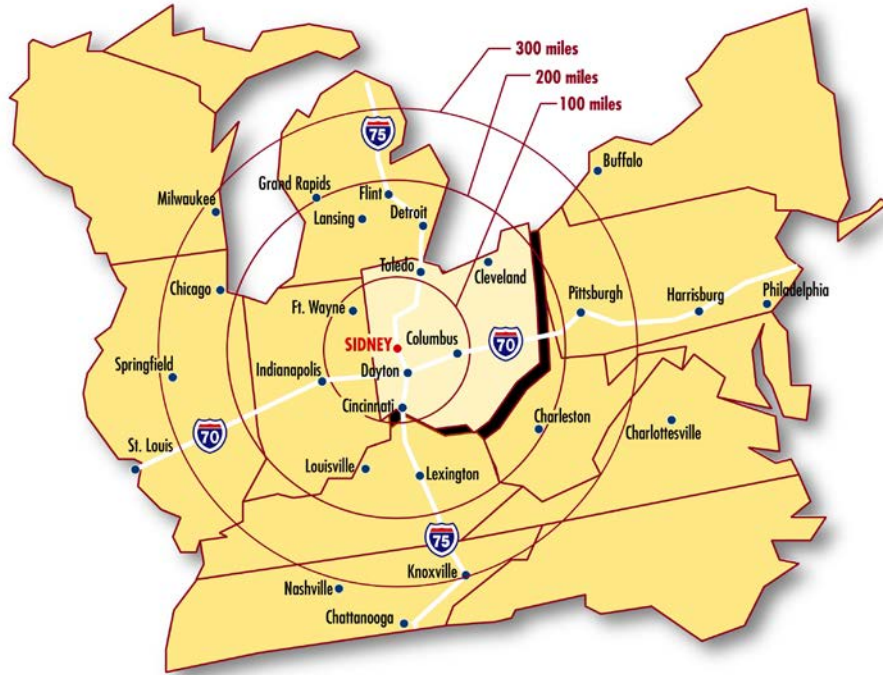 300 miles
200 miles
100 miles
75
Buffalo
Grand Rapids
Flint
Milwaukee
Lansing
Detroit
Toledo
Cleveland
Chicago
Ft. Wayne
Pittsburgh
Harrisburg
Philadelphia
SIDNEY
Columbus
70
Springfield
Indianapolis
Dayton
Cincinnati
Charleston
Charlottesville
70
St. Louis
Louisville
Lexington
75
Knoxville
Nashville
Chattanooga